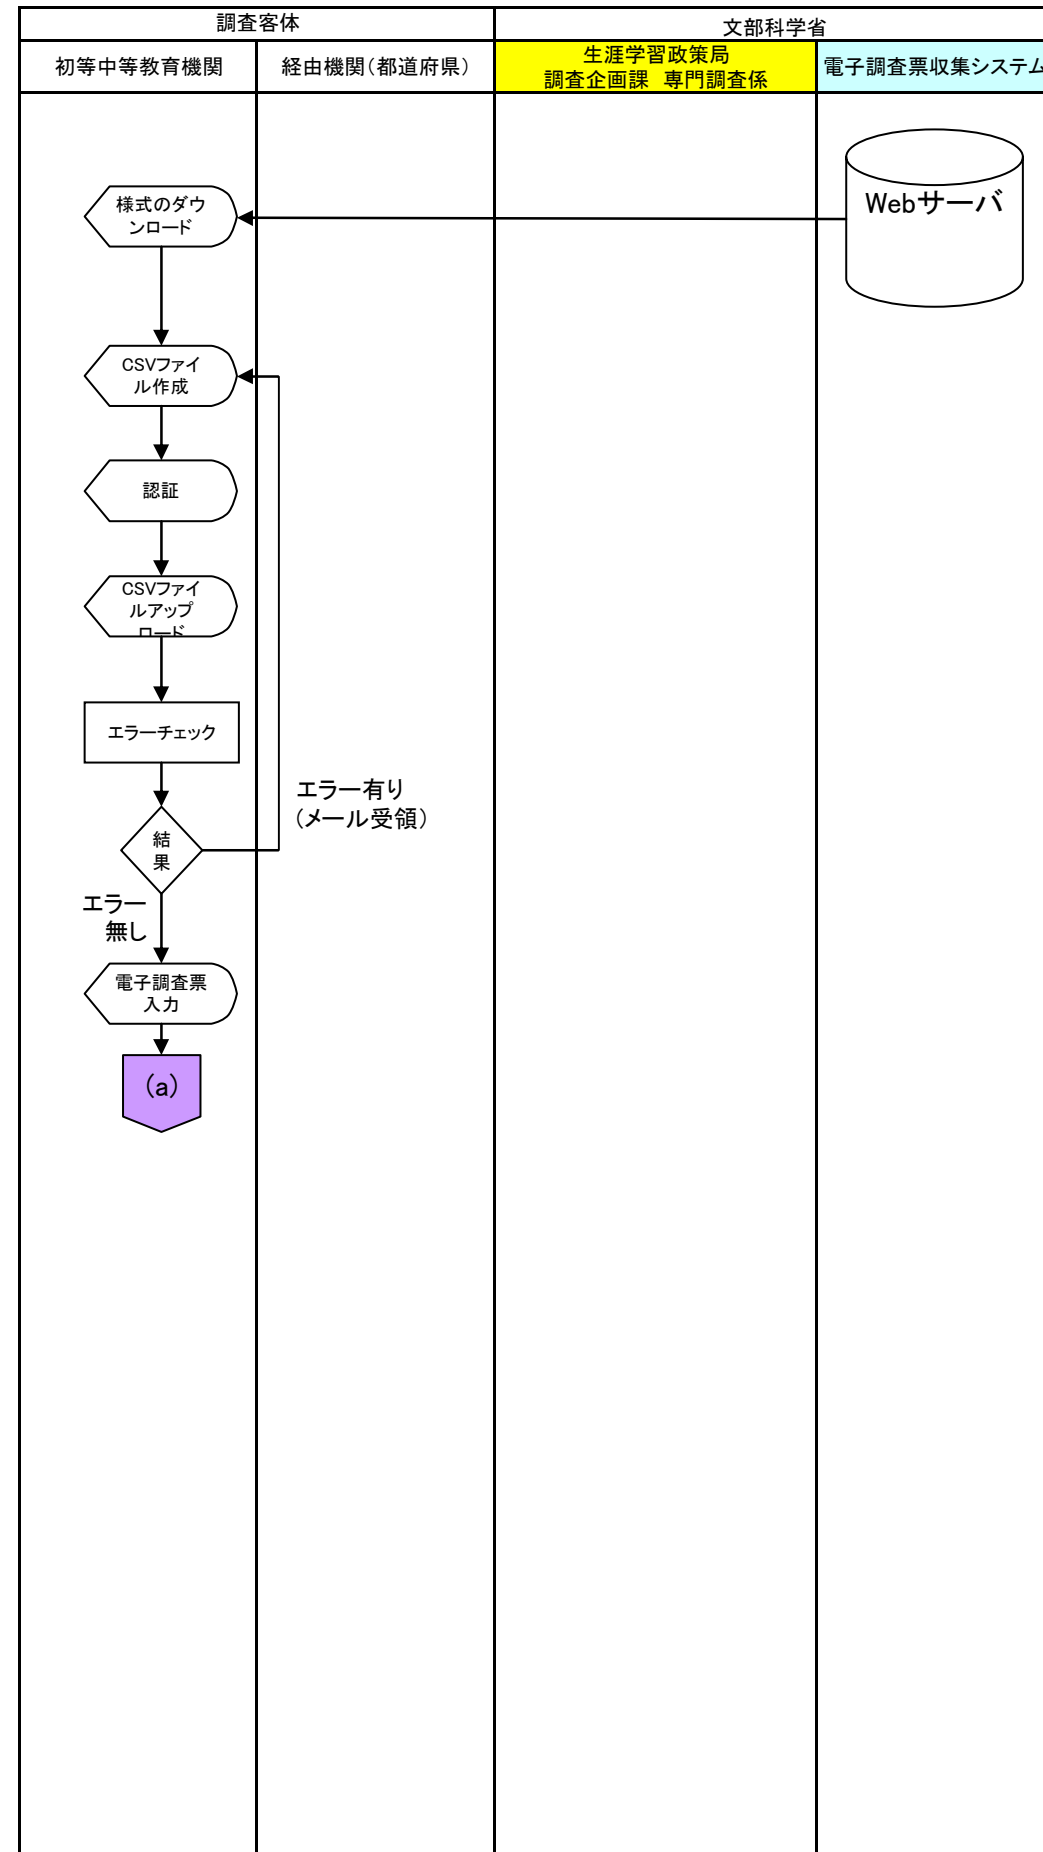 調査客体
文部科学省
初等中等教育機関
経由機関（都道府県）
生涯学習政策局
調査企画課　専門調査係
電子調査票収集システム
Webサーバ
様式のダウ
ンロード
CSVファイ
ル作成
認証
CSVファイ
ルアップ
ロード
エラーチェック
エラー有り
（メール受領）
結
果
エラー
無し
電子調査票
入力
（a）